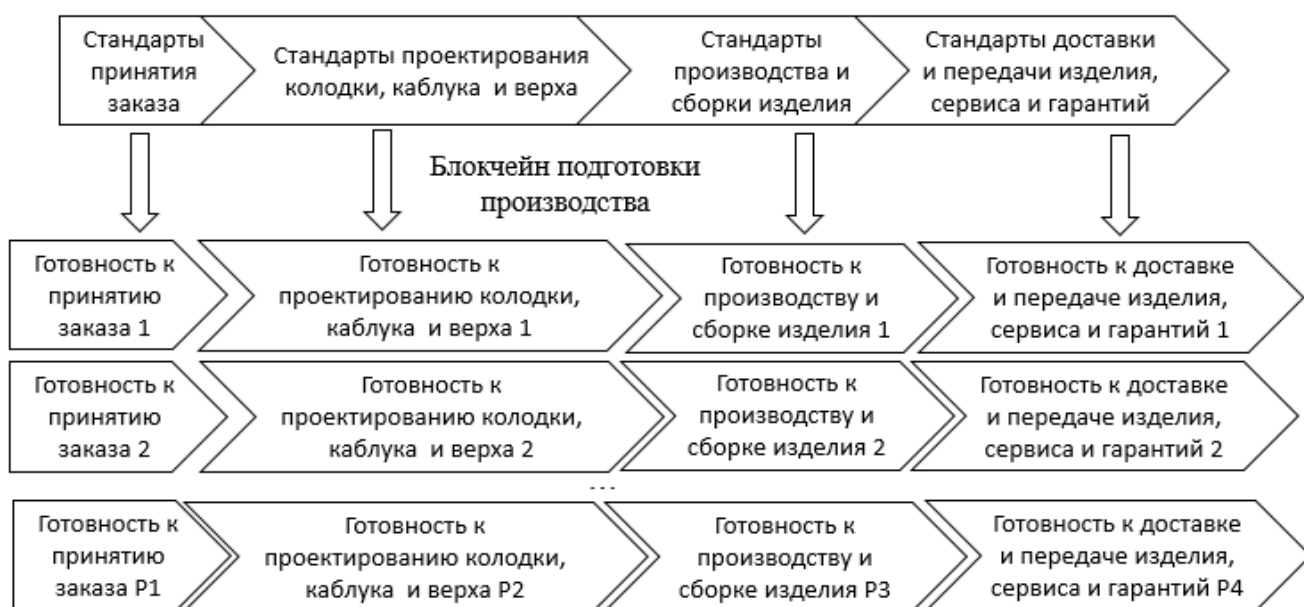 Стандарты
принятия
заказа
Стандарты проектирования
колодки, каблука и верха
Стандарты
производства и
сборки изделия
Стандарты доставки
и передачи изделия,
сервиса и гарантий
Блокчейн подготовки
производства
Готовность к
принятию
заказа 1
Готовность к
проектированию колодки,
каблука и верха 1
Готовность к
производству и
сборке изделия 1
Готовность к доставке
и передаче изделия,
сервиса и гарантий 1
Готовность к
принятию
заказа 2
Готовность к
проектированию колодки,
каблука и верха 2
Готовность к
производству и
сборке изделия 2
Готовность к доставке
и передаче изделия,
сервиса и гарантий 2
...
Готовность к
принятию
заказа P1
Готовность к
проектированию колодки,
каблука и верха P2
Готовность к
производству и
сборке изделия P3
Готовность к доставке
и передаче изделия,
сервиса и гарантий P4